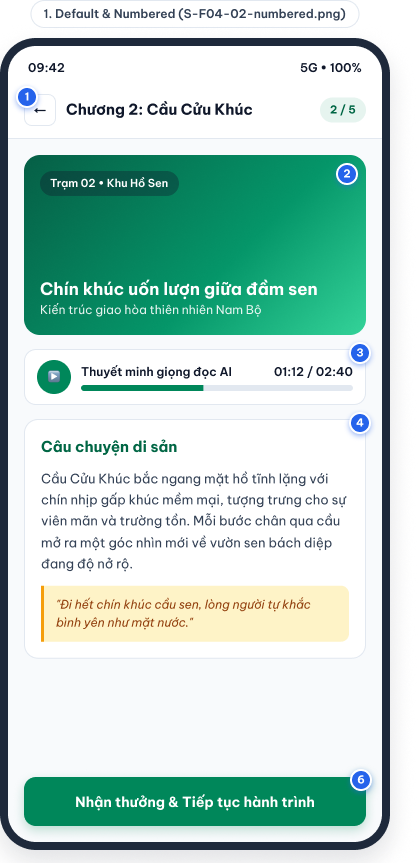 1. Default & Numbered (S-F04-02-numbered.png)
09:42
5G • 100%
1
←
Chương 2: Cầu Cửu Khúc
2 / 5
Trạm 02 • Khu Hồ Sen
2
Chín khúc uốn lượn giữa đầm sen
Kiến trúc giao hòa thiên nhiên Nam Bộ
3
Thuyết minh giọng đọc AI
01:12 / 02:40
4
Câu chuyện di sản
Cầu Cửu Khúc bắc ngang mặt hồ tĩnh lặng với
chín nhịp gấp khúc mềm mại, tượng trưng cho sự
viên mãn và trường tồn. Mỗi bước chân qua cầu
mở ra một góc nhìn mới về vườn sen bách diệp
đang độ nở rộ.
"Đi hết chín khúc cầu sen, lòng người tự khắc
bình yên như mặt nước."
6
Nhận thưởng & Tiếp tục hành trình